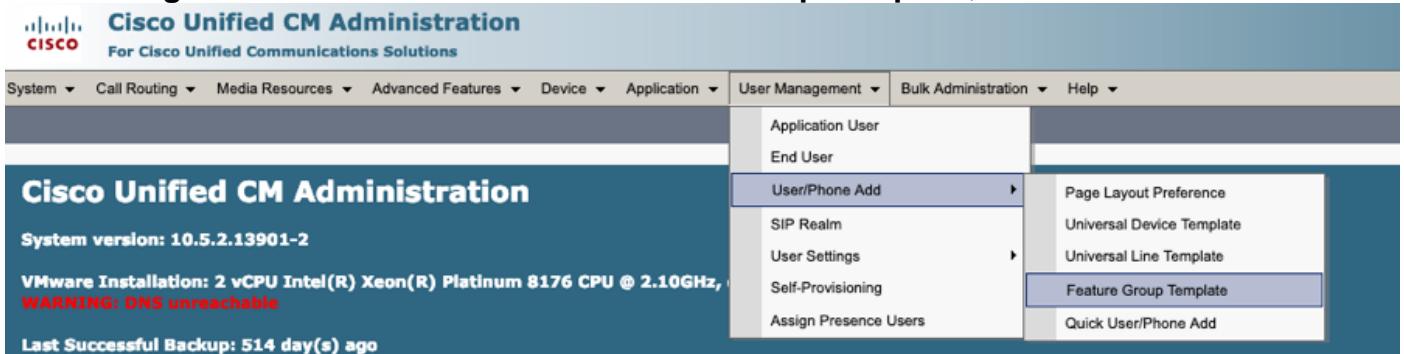 Cisco Unified CM Administration
CISCO
For Cisco Unified Communications Solutions
System Call Routing Media Resources Advanced Features Device Application User Management Bulk Administration Help
Application User
End User
User/Phone Add
SIP Realm
User Settings
Self-Provisioning
Assign Presence Users
Page Layout Preference
Universal Device Template
Universal Line Template
Feature Group Template
Quick User/Phone Add
Cisco Unified CM Administration
System version: 10.5.2.13901-2
VMware Installation: 2 vCPU Intel(R) Xeon(R) Platinum 8176 CPU @ 2.10GHz,
WARNING: DNS unreachable
Last Successful Backup: 514 day(s) ago